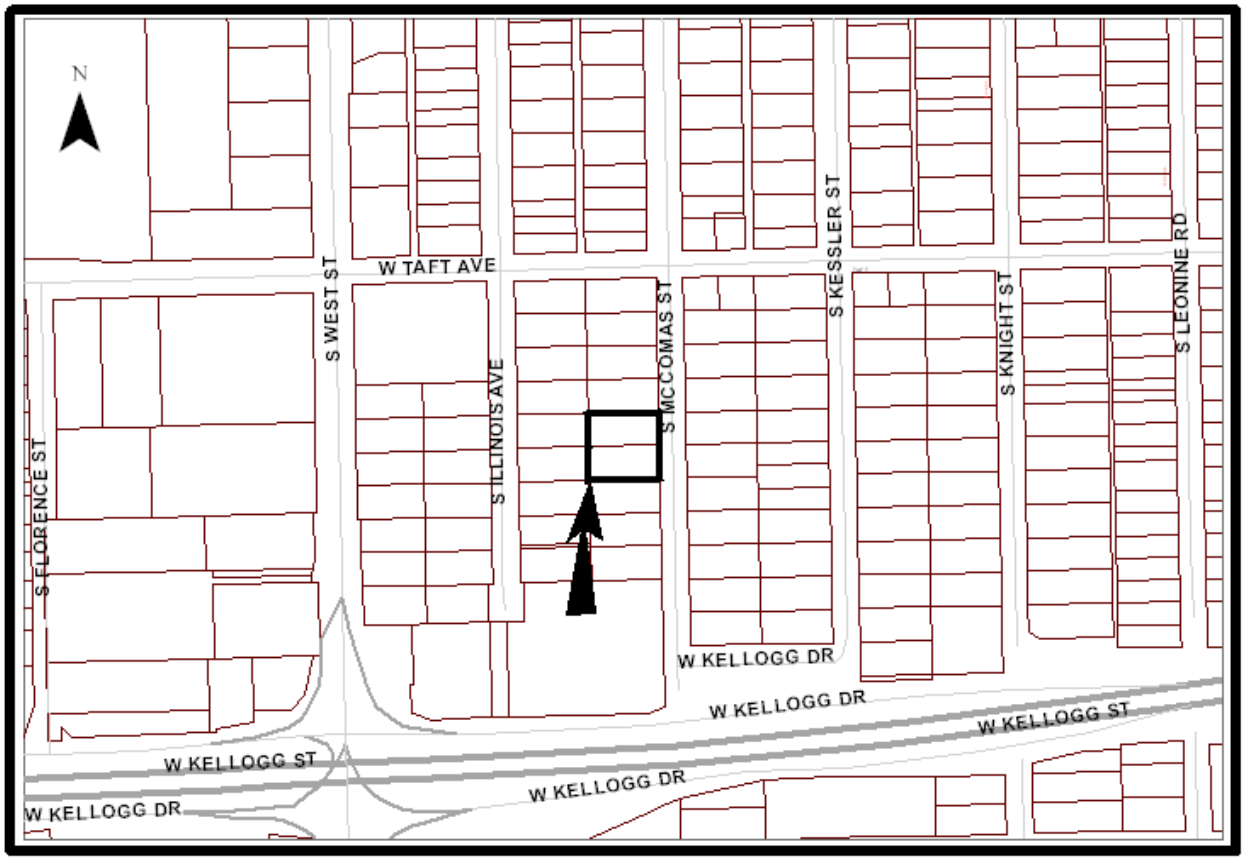 N
W TAFT AVE
S WEST ST
S ILLINOIS AVE
S MCCOMAS ST
S KESSLER ST
S KNIGHT ST
S LEONINE RD
S FLORENCE ST
W KELLOGG DR
W KELLOGG DR
W KELLOGG ST
W KELLOGG ST
W KELLOGG DR
W KELLOGG DR